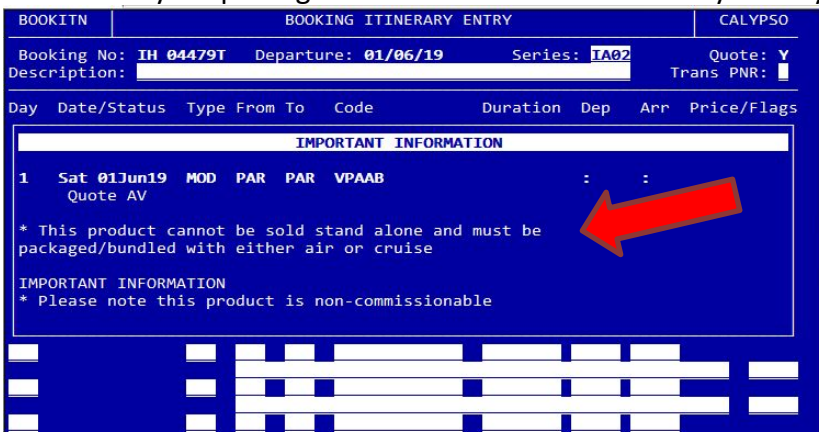 BOOKITN BOOKING ITINERARY ENTRY CALYPSO
Booking No: IH 04479T Departure: 01/06/19 Series: IA02 Quote: Y
Description: Trans PNR:
Day Date/Status Type From To Code Duration Dep Arr Price/Flags
IMPORTANT INFORMATION
1 Sat 01Jun19 MOD PAR PAR VPAAB : :
Quote AV
* This product cannot be sold stand alone and must be
packaged/bundled with either air or cruise
IMPORTANT INFORMATION
* Please note this product is non-commissionable